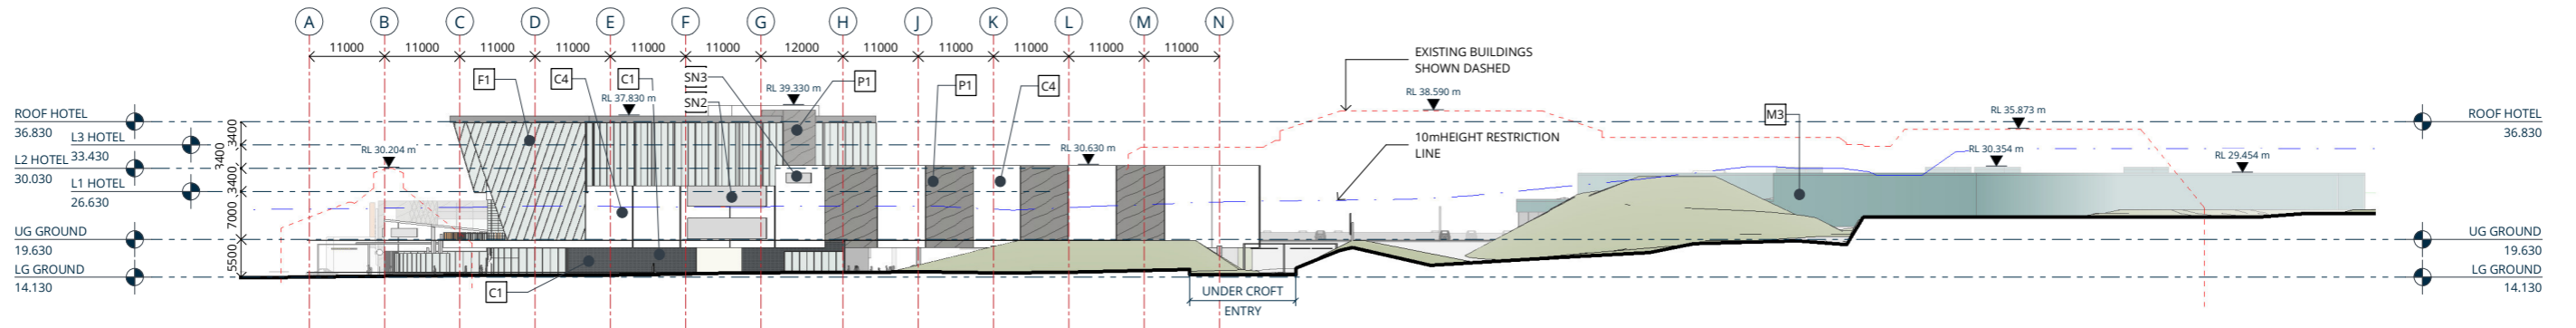 A B C D E F G H J K L M N
11000 11000 11000 11000 11000 11000 12000 11000 11000 11000 11000 11000
EXISTING BUILDINGS
SHOWN DASHED
F1 C4 C1 SN3 P1 P1 C4
SN2
RL 37.830 m
RL 39.330 m
RL 38.590 m
RL 35.873 m
M3
ROOF HOTEL
36.830
L3 HOTEL
33.430
L2 HOTEL
30.030
L1 HOTEL
26.630
UG GROUND
19.630
LG GROUND
14.130
3400
3400
3400
7000
5500
RL 30.204 m
RL 30.630 m
10mHEIGHT RESTRICTION
LINE
RL 30.354 m
RL 29.454 m
ROOF HOTEL
36.830
UG GROUND
19.630
LG GROUND
14.130
C1
UNDER CROFT
ENTRY